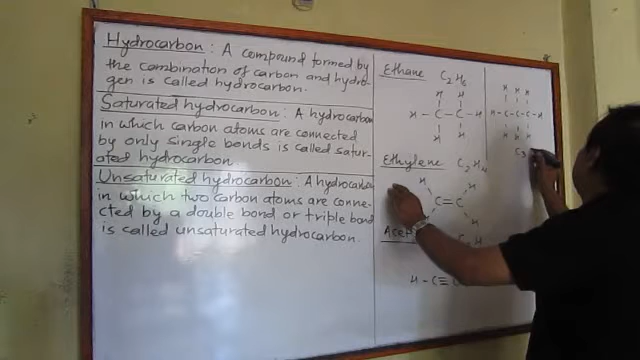 Hydrocarbon : A compound formed by
the combination of carbon and hydro-
gen is called hydrocarbon.
Saturated hydrocarbon : A hydrocarbon
in which carbon atoms are connected
by only single bonds is called satur-
ated hydrocarbon
Unsaturated hydrocarbon : A hydrocarbon
in which two carbon atoms are conne-
cted by a double bond or triple bond
is called unsaturated hydrocarbon.
Ethane C2H6
H H
H - C - C - H
H H
Ethylene C2H4
H H
C = C
H
H - C ≡
H H H
H - C - C - C - H
H H H
C3